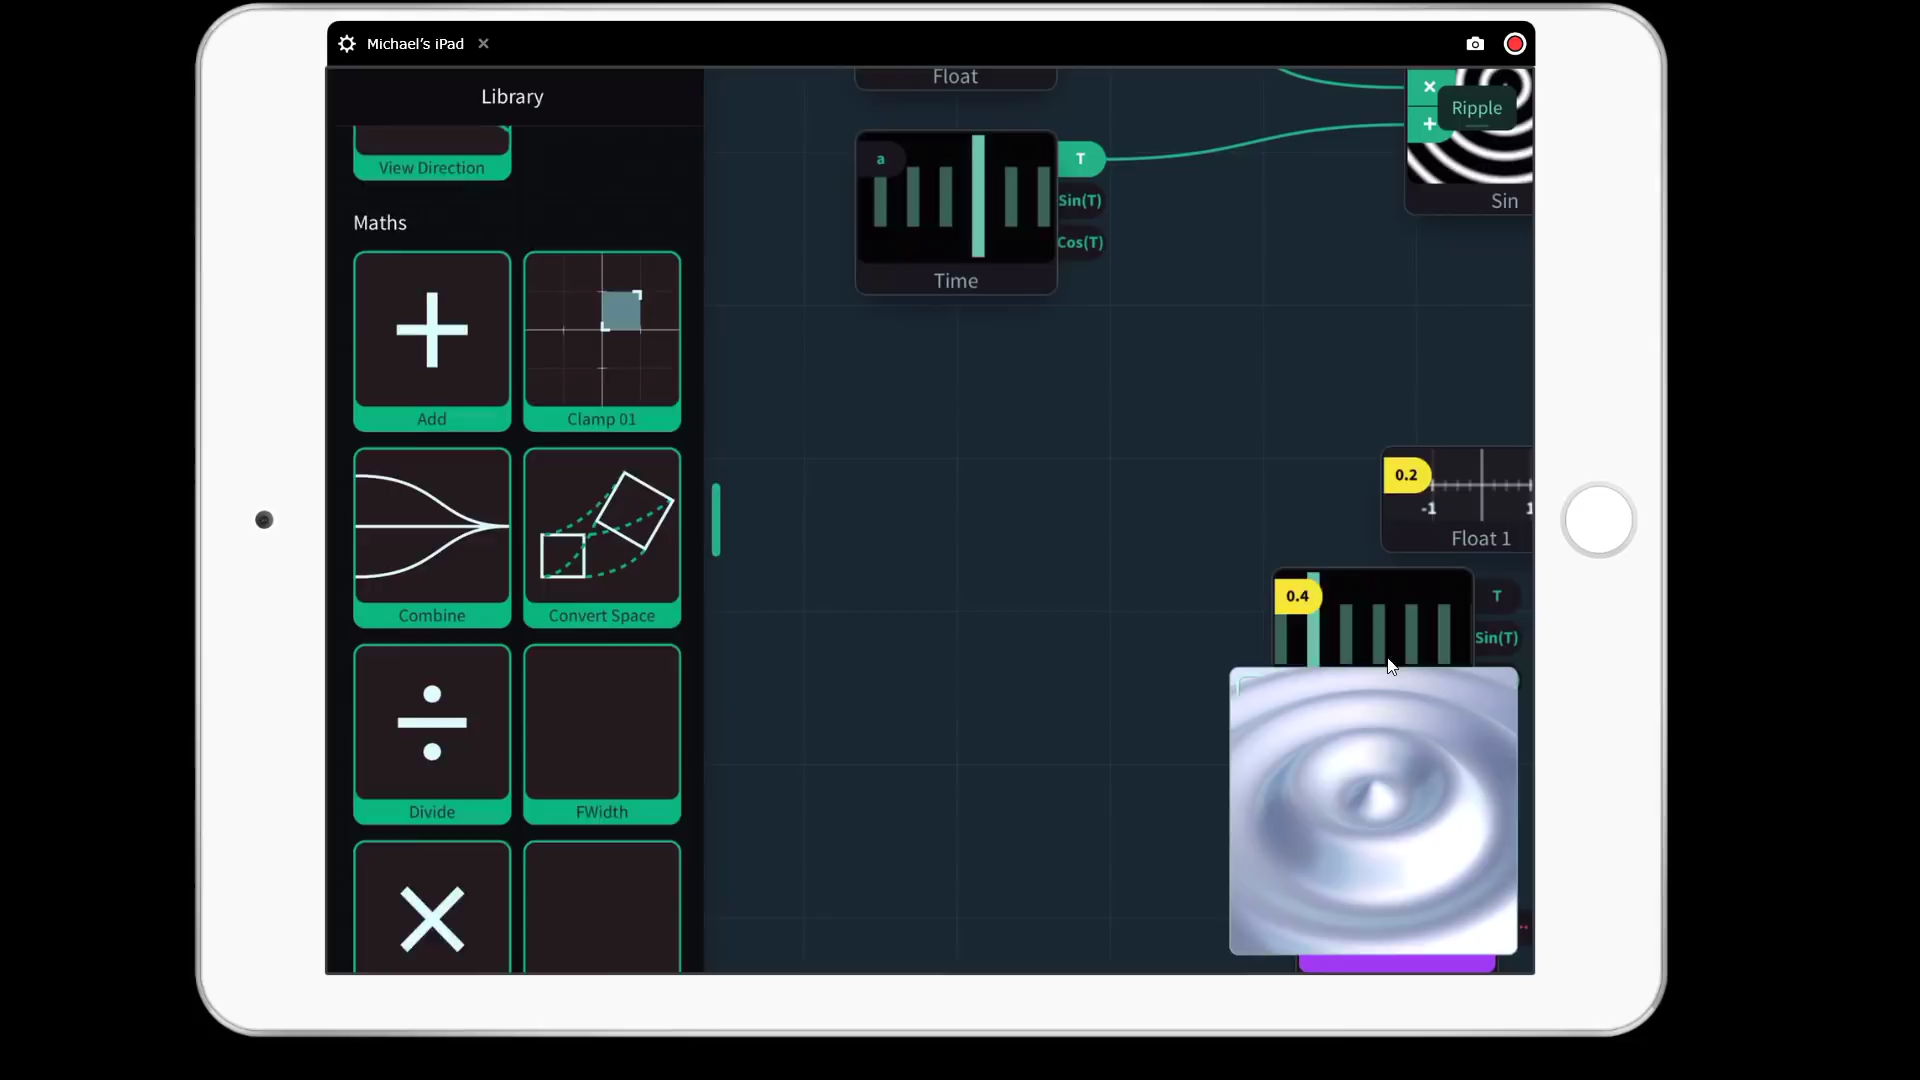 Michael's iPad
Library
View Direction
Maths
Add
Clamp 01
Combine
Convert Space
Divide
FWidth
Float
a
T
Sin(T)
Cos(T)
Time
Ripple
Sin
0.2
-1
1
Float 1
0.4
T
Sin(T)